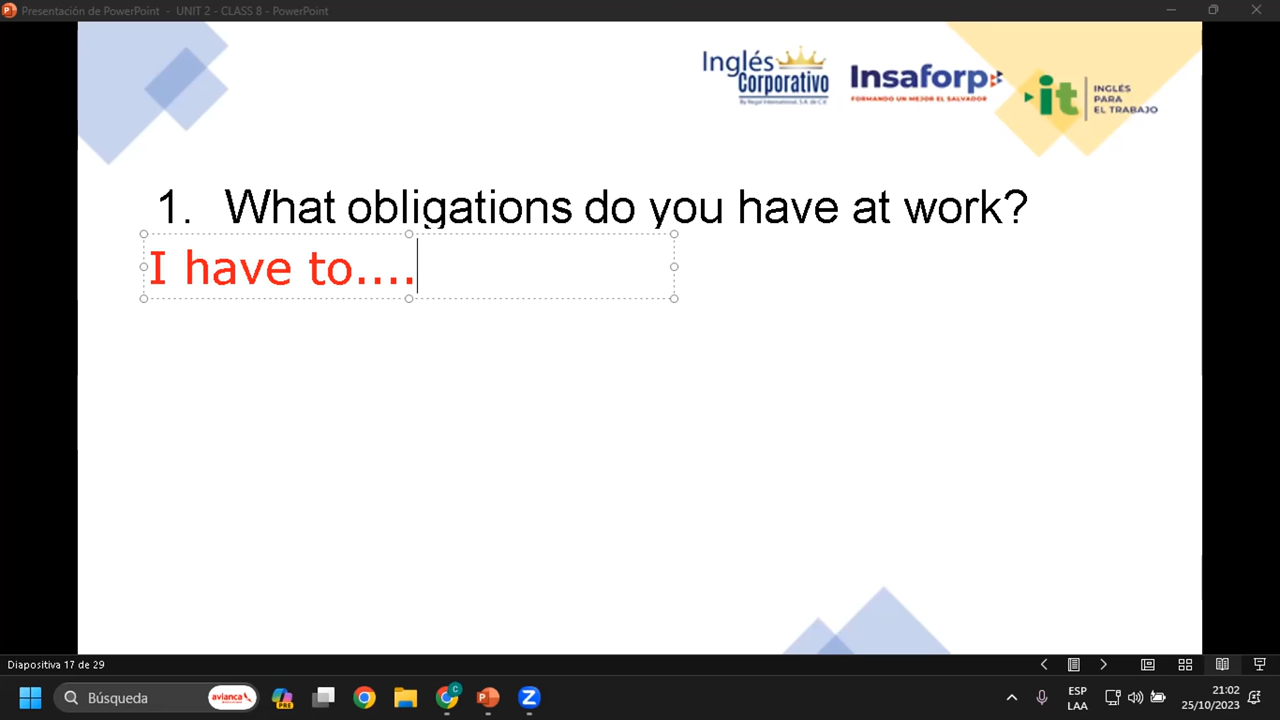 Presentación de PowerPoint - UNIT 2 - CLASS 8 - PowerPoint
Inglés
Corporativo
By Regal International, S.A. de C.V.
Insaforp
FORMANDO UN MEJOR EL SALVADOR
it
INGLÉS
PARA
EL TRABAJO
1. What obligations do you have at work?
I have to....
Diapositiva 17 de 29
Búsqueda
avianca
PRE
C
P
Z
ESP
LAA
21:02
25/10/2023